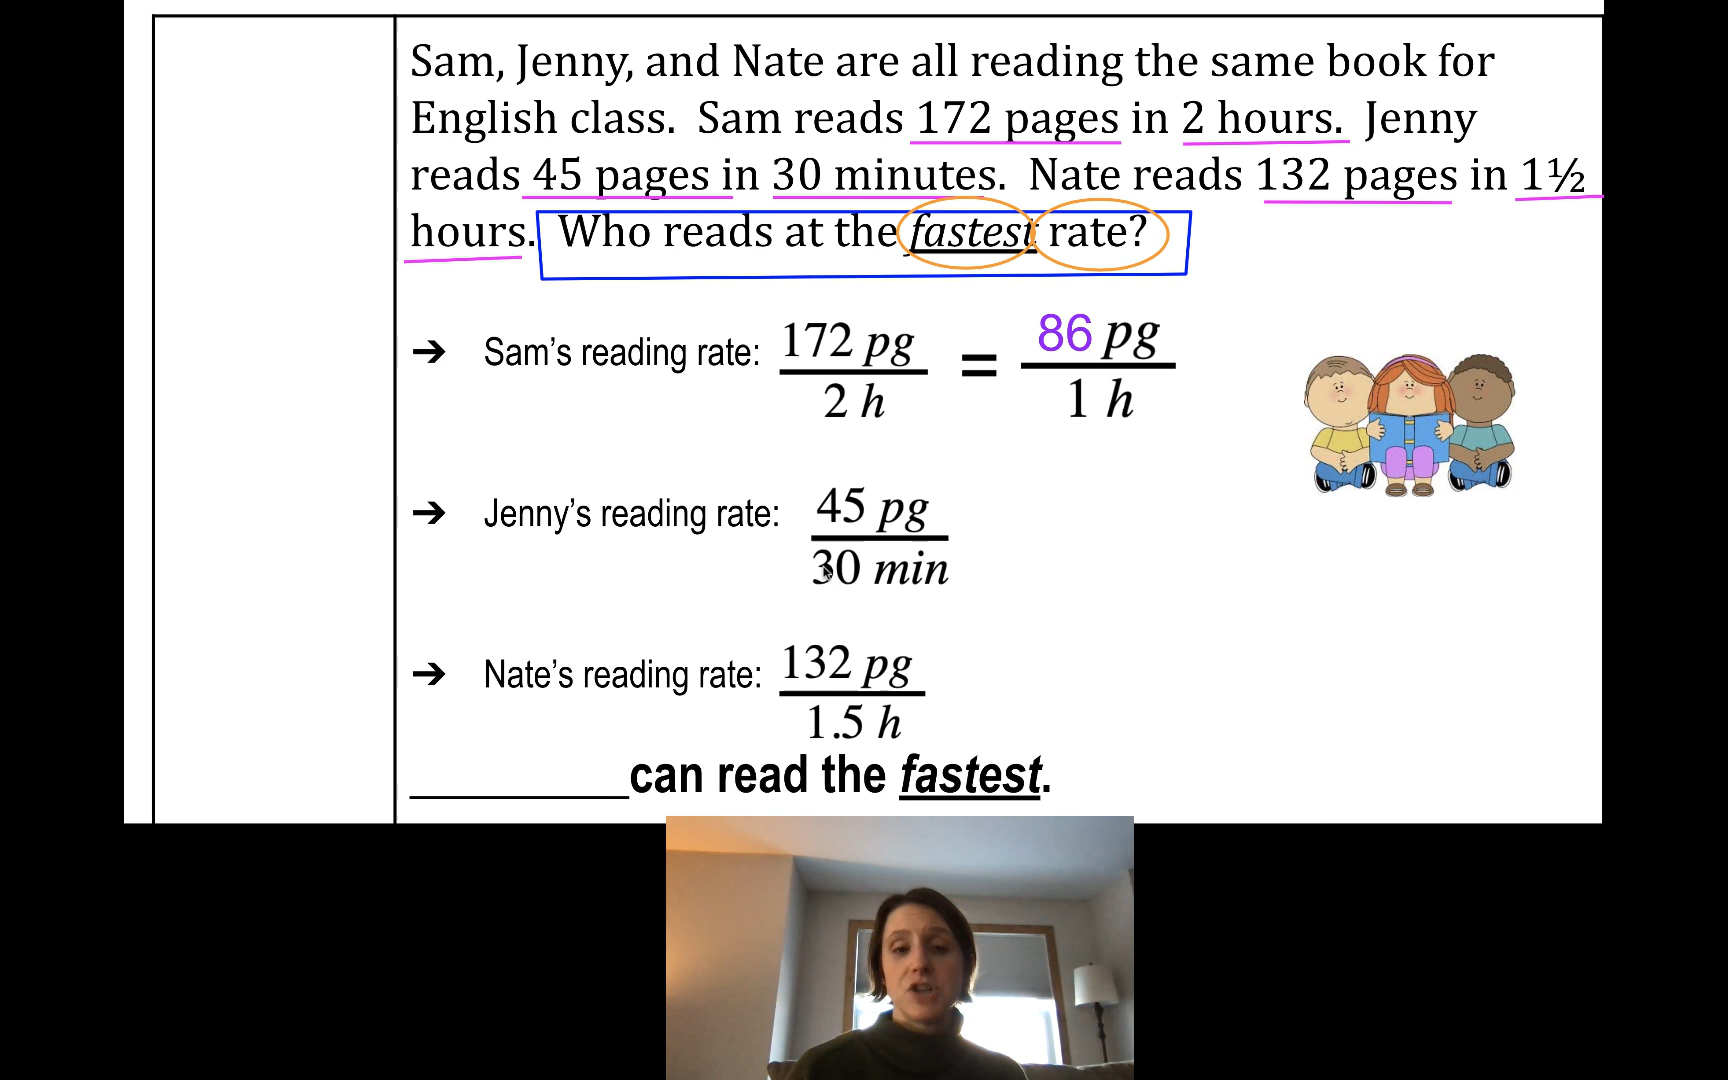 Sam, Jenny, and Nate are all reading the same book for
English class.  Sam reads 172 pages in 2 hours.  Jenny
reads 45 pages in 30 minutes.  Nate reads 132 pages in 1½
hours.  Who reads at the fastest rate?
➔ Sam’s reading rate: 172 pg / 2 h = 86 pg / 1 h
➔ Jenny’s reading rate: 45 pg / 30 min
➔ Nate’s reading rate: 132 pg / 1.5 h
__________can read the fastest.